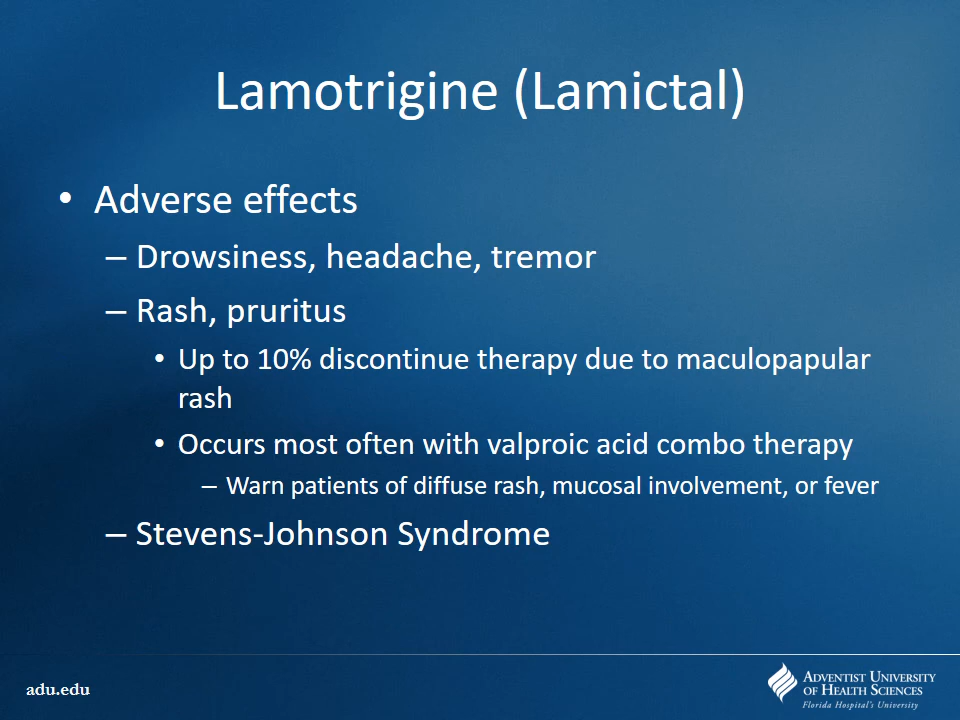 Lamotrigine (Lamictal)
• Adverse effects
– Drowsiness, headache, tremor
– Rash, pruritus
• Up to 10% discontinue therapy due to maculopapular
rash
• Occurs most often with valproic acid combo therapy
– Warn patients of diffuse rash, mucosal involvement, or fever
– Stevens-Johnson Syndrome
adu.edu
ADVENTIST UNIVERSITY
OF HEALTH SCIENCES
Florida Hospital's University